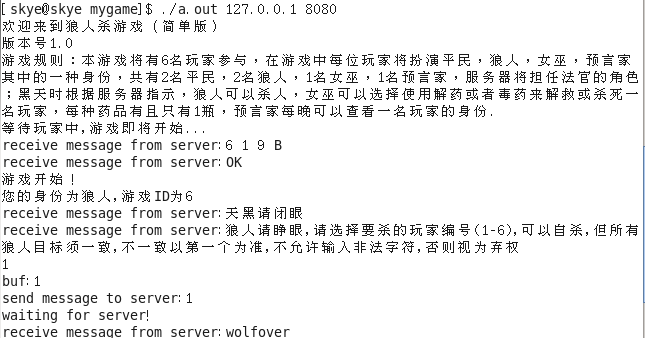 [ skye@skye mygame]$ ./a.out 127.0.0.1 8080
欢迎来到狼人杀游戏（简单版）
版本号1.0
游戏规则：本游戏将有6名玩家参与，在游戏中每位玩家将扮演平民，狼人，女巫，预言家
其中的一种身份，共有2名平民，2名狼人，1名女巫，1名预言家，服务器将担任法官的角色
；黑天时根据服务器指示，狼人可以杀人，女巫可以选择使用解药或者毒药来解救或杀死一
名玩家，每种药品有且只有1瓶，预言家每晚可以查看一名玩家的身份.
等待玩家中,游戏即将开始...
receive message from server:6 1 9 B
receive message from server:OK
游戏开始！
您的身份为狼人,游戏ID为6
receive message from server:天黑请闭眼
receive message from server:狼人请睁眼,请选择要杀的玩家编号(1-6),可以自杀,但所有
狼人目标须一致,不一致以第一个为准,不允许输入非法字符,否则视为弃权
1
buf:1
send message to server:1
waiting for server!
receive message from server:wolfover